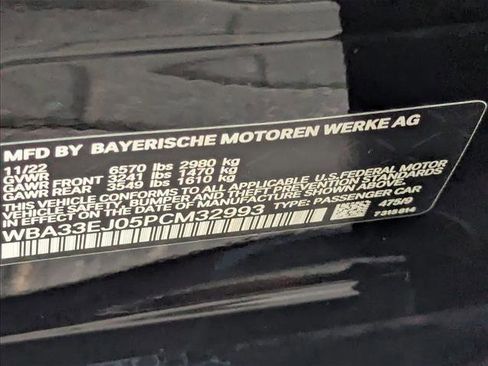 MFD BY BAYERISCHE MOTOREN WERKE AG
11/22
GVWR 6570 lbs 2980 kg
GAWR FRONT 3241 lbs 1470 kg
GAWR REAR 3549 lbs 1610 kg
THIS VEHICLE CONFORMS TO ALL APPLICABLE U.S. FEDERAL MOTOR
VEHICLE SAFETY, BUMPER, AND THEFT PREVENTION STANDARDS
IN EFFECT ON THE DATE OF MANUFACTURE SHOWN ABOVE.
WBA33EJ05PCM32993 TYPE: PASSENGER CAR
475/9